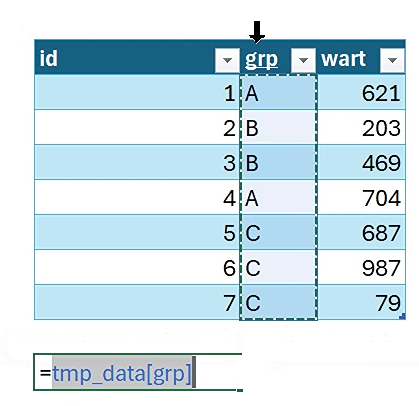 id grp wart
1 A 621
2 B 203
3 B 469
4 A 704
5 C 687
6 C 987
7 C 79
=tmp_data[grp]